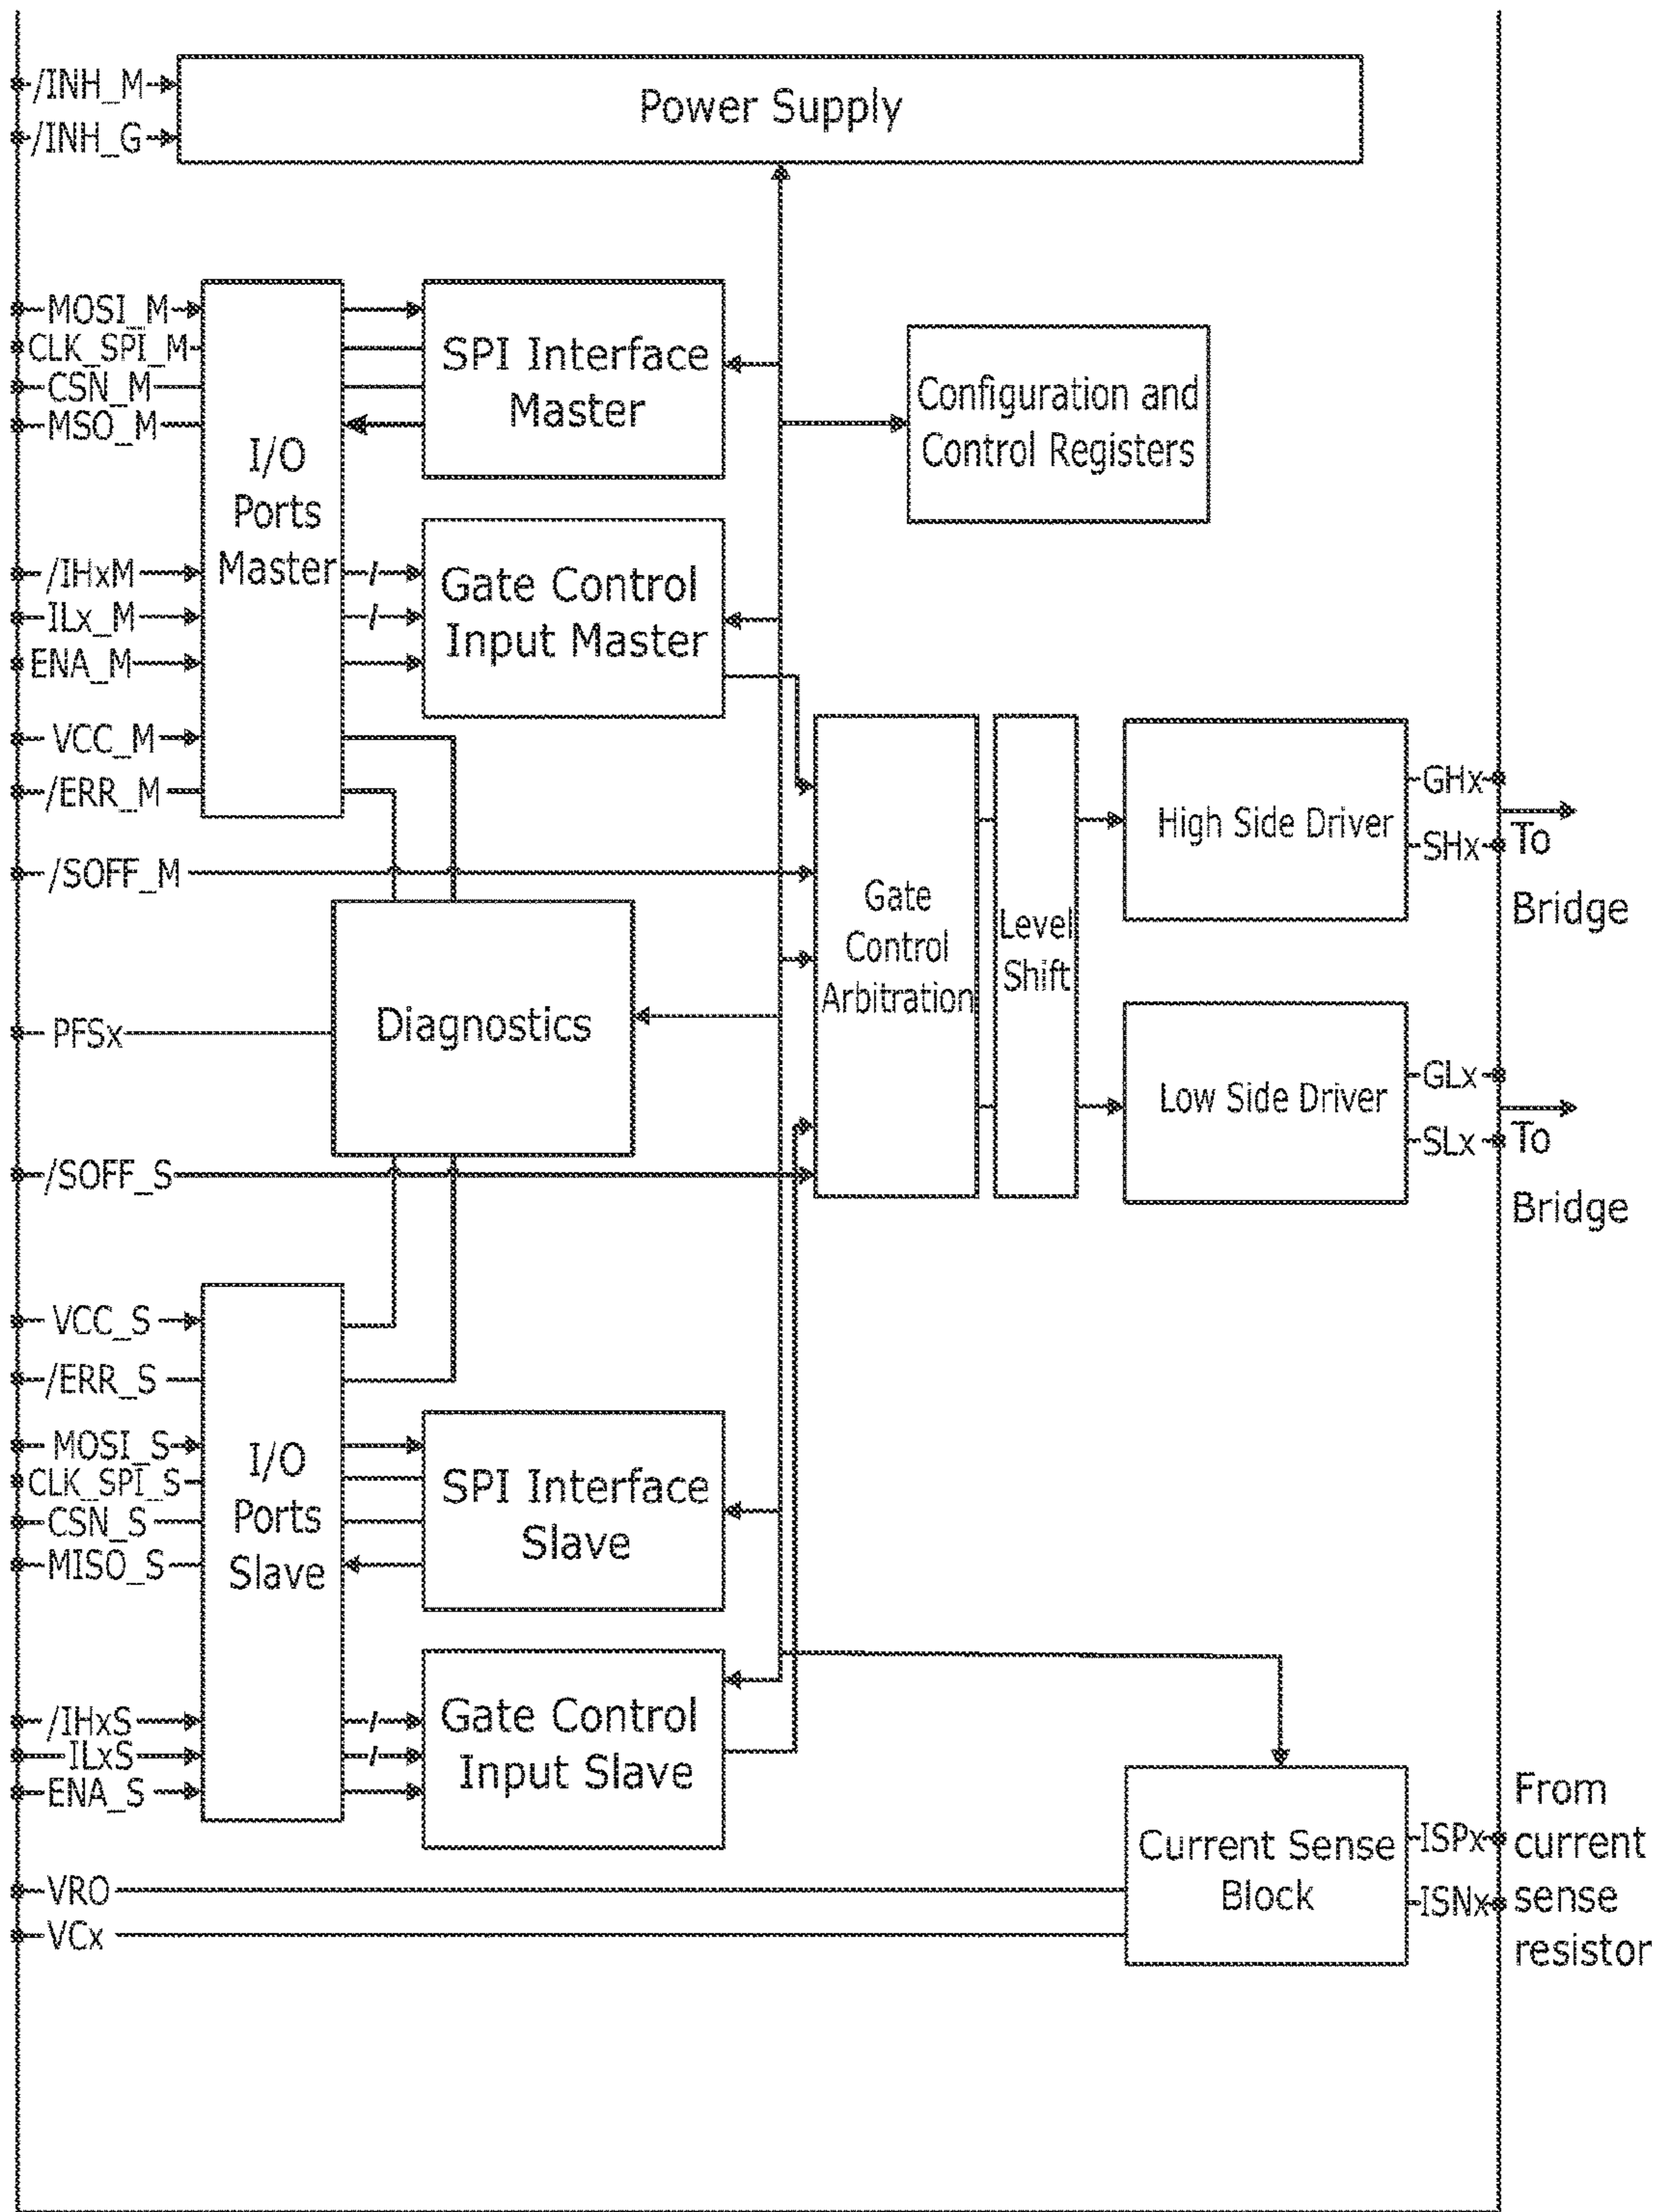 /INH_M
Power Supply
/INH_G
MOSI_M
CLK_SPI_M
CSN_M
MSO_M
I/O
Ports
Master
SPI Interface
Master
Configuration and
Control Registers
/IHxM
ILx_M
ENA_M
VCC_M
/ERR_M
Gate Control
Input Master
/SOFF_M
Gate
Control
Arbitration
Level
Shift
High Side Driver
GHx
SHx
To
Bridge
PFSx
Diagnostics
Low Side Driver
GLx
SLx
To
Bridge
/SOFF_S
VCC_S
/ERR_S
MOSI_S
CLK_SPI_S
CSN_S
MISO_S
I/O
Ports
Slave
SPI Interface
Slave
/IHxS
ILxS
ENA_S
Gate Control
Input Slave
VRO
VCx
Current Sense
Block
ISPx
ISNx
From
current
sense
resistor